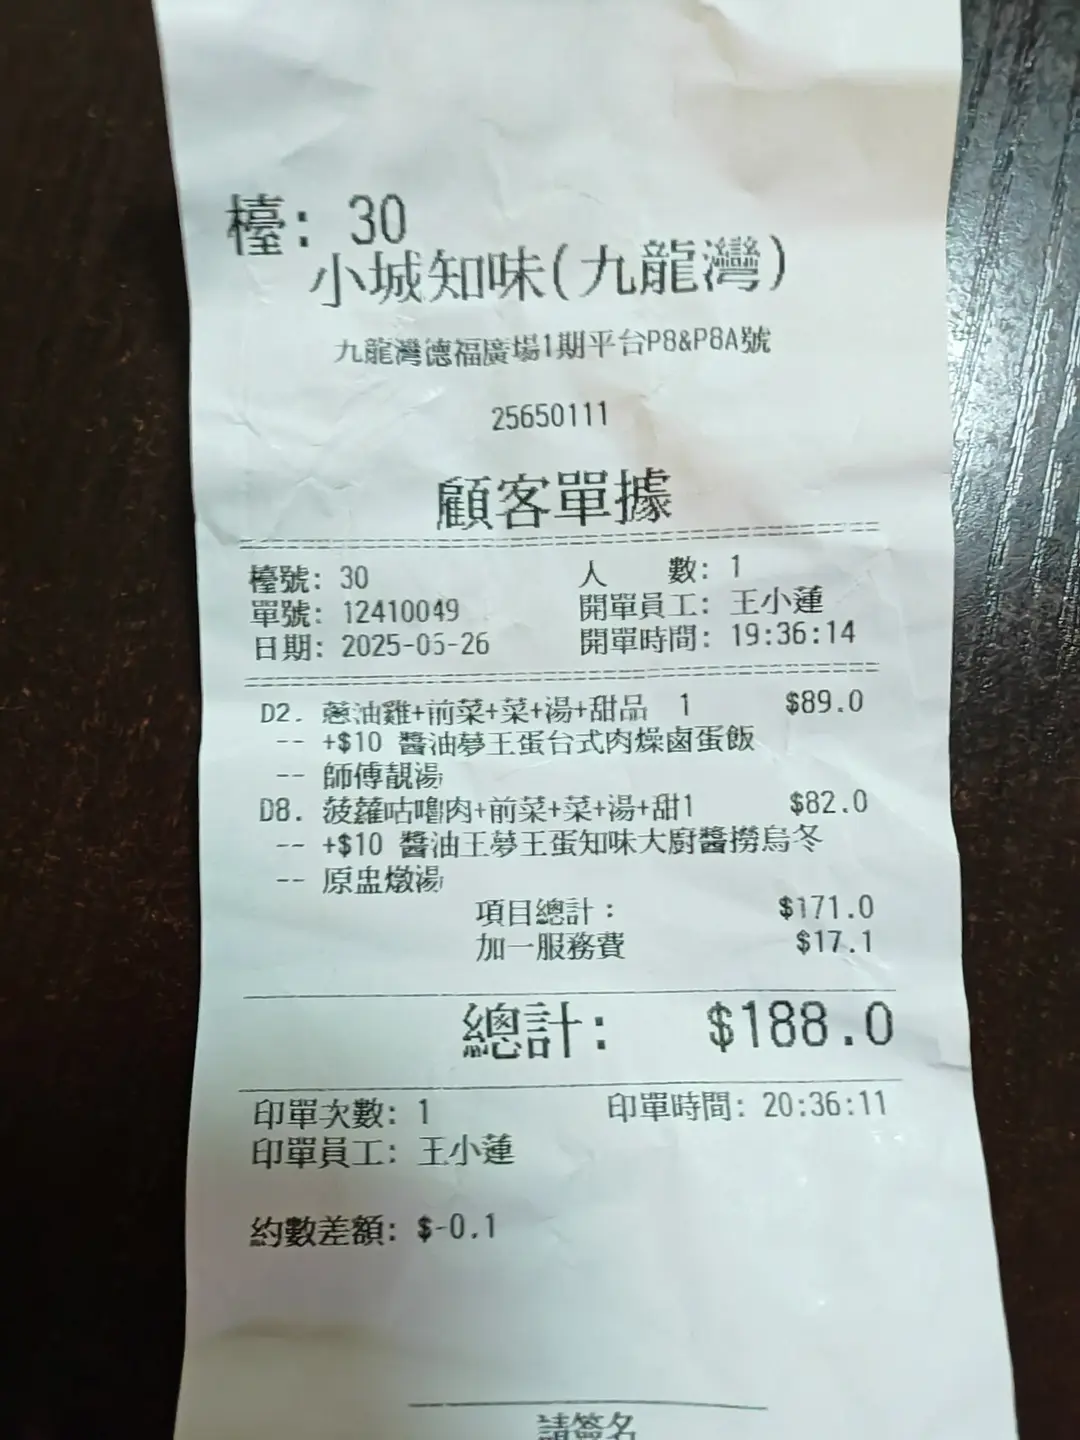 檯: 30
小城知味(九龍灣)
九龍灣德福廣場1期平台P8&P8A號
25650111
顧客單據
檯號: 30 人 數: 1
單號: 12410049 開單員工: 王小蓮
日期: 2025-05-26 開單時間: 19:36:14
D2. 蔥油雞+前菜+菜+湯+甜品 1 $89.0
-- +$10 醬油夢王蛋台式肉燥鹵蛋飯
-- 師傅靚湯
D8. 菠蘿咕嚕肉+前菜+菜+湯+甜1 $82.0
-- +$10 醬油王夢王蛋知味大廚醬撈烏冬
-- 原盅燉湯
項目總計: $171.0
加一服務費 $17.1
總計: $188.0
印單次數: 1 印單時間: 20:36:11
印單員工: 王小蓮
約數差額: $-0.1
請簽名